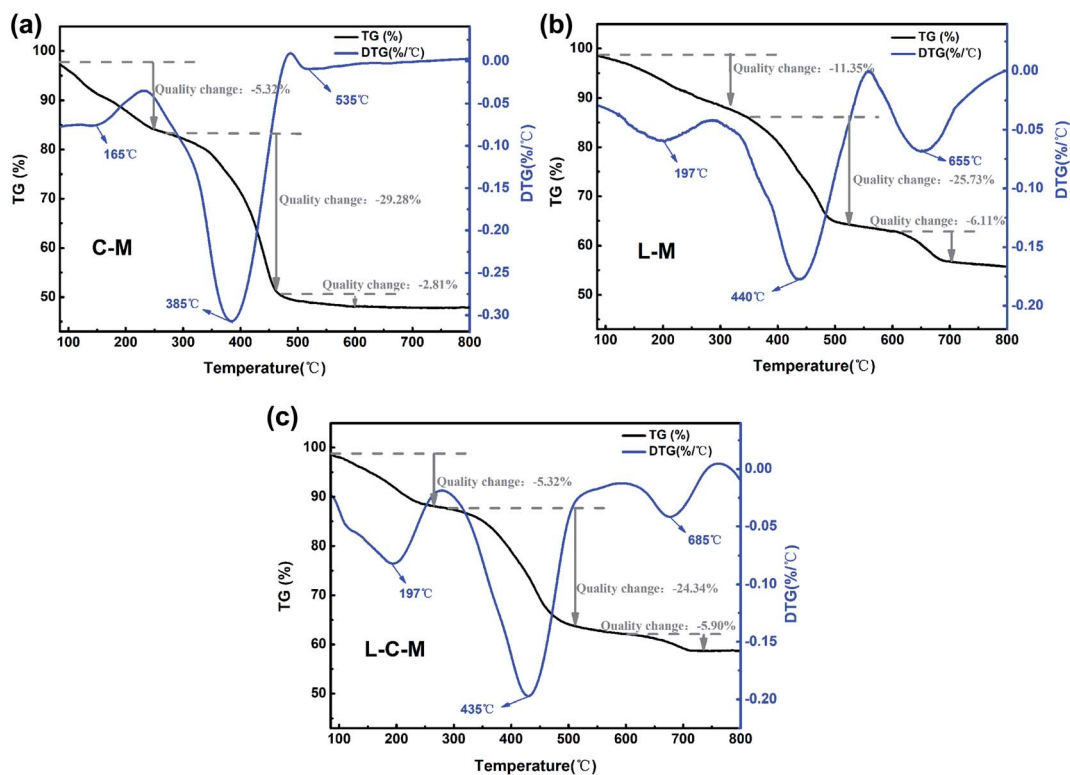 (a)
TG (%)
DTG(%/℃)
100
90
80
70
60
50
TG (%)
0.00
-0.05
-0.10
-0.15
-0.20
-0.25
-0.30
DTG(%/℃)
Quality change：-5.32%
535℃
165℃
Quality change：-29.28%
C-M
Quality change：-2.81%
385℃
100 200 300 400 500 600 700 800
Temperature(℃)
(b)
TG (%)
DTG(%/℃)
100
90
80
70
60
50
TG (%)
0.00
-0.05
-0.10
-0.15
-0.20
DTG(%/℃)
Quality change：-11.35%
197℃
655℃
Quality change：-25.73%
Quality change：-6.11%
L-M
440℃
100 200 300 400 500 600 700 800
Temperature(℃)
(c)
TG (%)
DTG(%/℃)
100
90
80
70
60
50
TG (%)
0.00
-0.05
-0.10
-0.15
-0.20
DTG(%/℃)
Quality change：-5.32%
685℃
197℃
Quality change：-24.34%
Quality change：-5.90%
L-C-M
435℃
100 200 300 400 500 600 700 800
Temperature(℃)